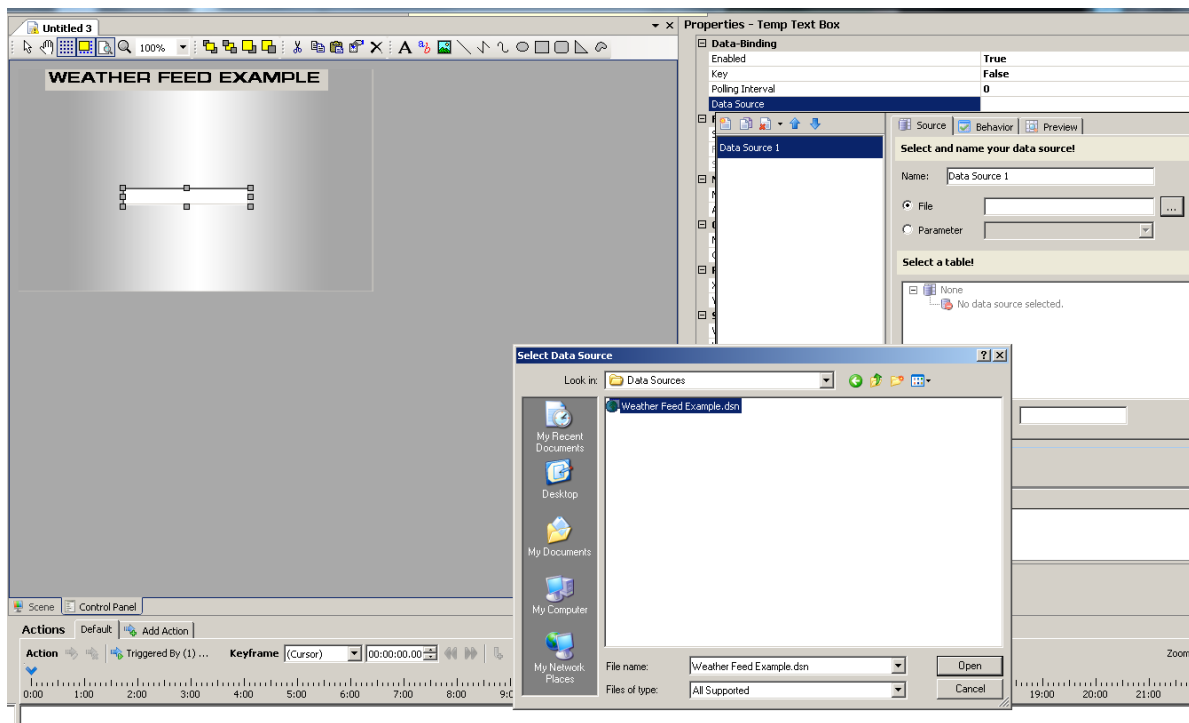 Untitled 3
100%
WEATHER FEED EXAMPLE
Properties - Temp Text Box
Data-Binding
Enabled True
Key False
Polling Interval 0
Data Source
Data Source 1
Source Behavior Preview
Select and name your data source!
Name: Data Source 1
File ...
Parameter
Select a table!
None
No data source selected.
Select Data Source
Look in: Data Sources
Weather Feed Example.dsn
My Recent
Documents
Desktop
My Documents
My Computer
My Network
Places
File name: Weather Feed Example.dsn Open
Files of type: All Supported Cancel
Scene Control Panel
Actions Default Add Action
Action Triggered By (1) ... Keyframe (Cursor) 00:00:00.00
Zoom
0:00 1:00 2:00 3:00 4:00 5:00 6:00 7:00 8:00 19:00 20:00 21:00